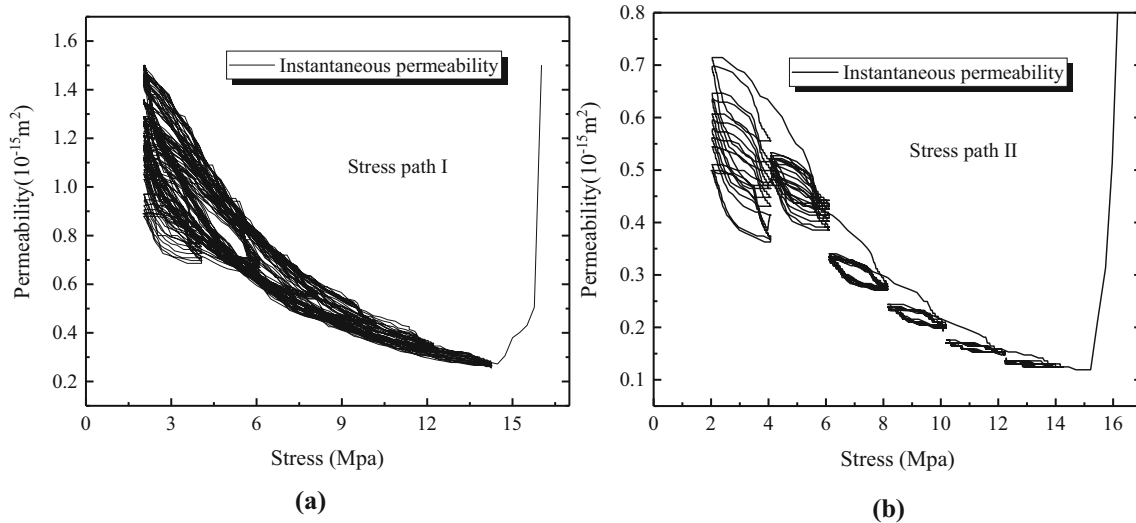 1.6
1.4
1.2
1.0
0.8
0.6
0.4
0.2
Permeability(10⁻¹⁵m²)
Instantaneous permeability
Stress path I
0 3 6 9 12 15
Stress (Mpa)
(a)
0.8
0.7
0.6
0.5
0.4
0.3
0.2
0.1
Permeability(10⁻¹⁵m²)
Instantaneous permeability
Stress path II
0 2 4 6 8 10 12 14 16
Stress (Mpa)
(b)